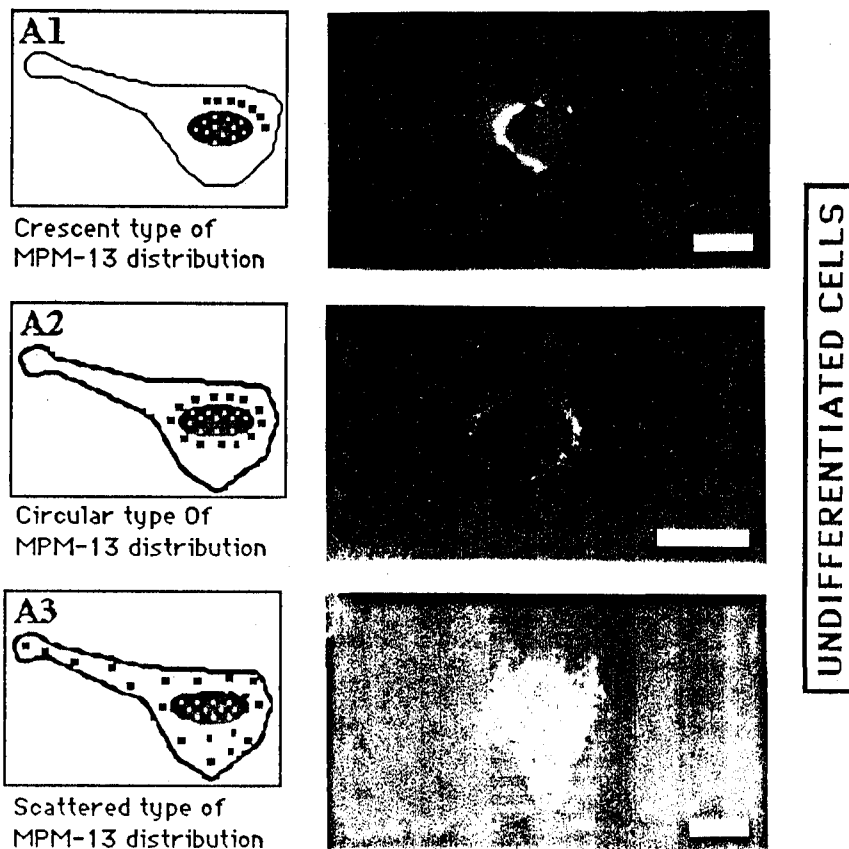 A1
Crescent type of
MPM-13 distribution
A2
Circular type Of
MPM-13 distribution
A3
Scattered type of
MPM-13 distribution
UNDIFFERENTIATED CELLS